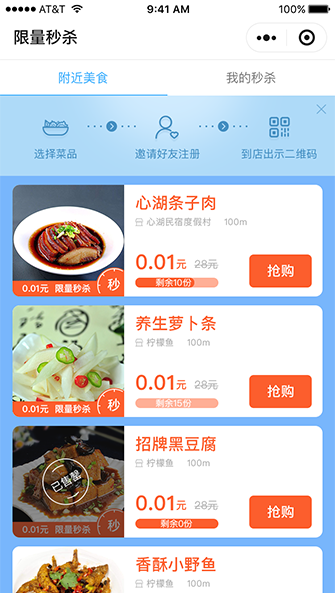 AT&T 9:41 AM 100%
限量秒杀
附近美食 我的秒杀
选择菜品 邀请好友注册 到店出示二维码
心湖条子肉
心湖民宿度假村 100m
0.01元 28元
剩余10份
抢购
0.01元 限量秒杀 秒
养生萝卜条
柠檬鱼 100m
0.01元 28元
剩余15份
抢购
0.01元 限量秒杀 秒
招牌黑豆腐
柠檬鱼 100m
已售罄
0.01元 28元
剩余0份
抢购
0.01元 限量秒杀 秒
香酥小野鱼
柠檬鱼 100m